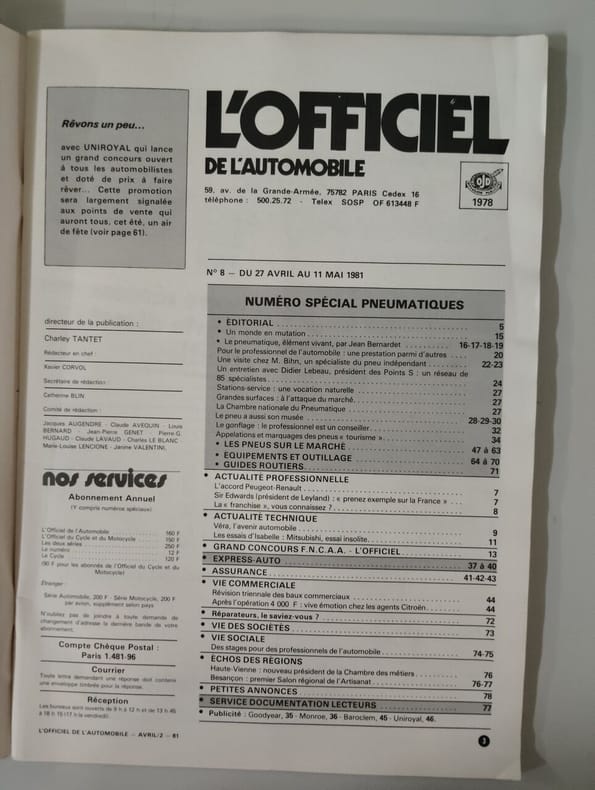 Rêvons un peu...
avec UNIROYAL qui lance
un grand concours ouvert
à tous les automobilistes
et doté de prix à faire
rêver... Cette promotion
sera largement signalée
aux points de vente qui
auront tous, cet été, un air
de fête (voir page 61).
directeur de la publication :
Charley TANTET
Rédacteur en chef :
Xavier CORVOL
Secrétaire de rédaction :
Catherine BLIN
Comité de rédaction :
Jacques AUGENDRE - Claude AVEQUIN - Louis
BERNARD - Jean-Pierre GENET - Pierre-G.
HUGAUD - Claude LAVAUD - Charles LE BLANC
Marie-Louise LENCIONE - Janine VALENTINI.
nos services
Abonnement Annuel
(Y compris numéros spéciaux)
L'Officiel de l'Automobile 160 F
L'Officiel du Cycle et du Motocycle 150 F
Les deux séries 250 F
Le numéro 12 F
Le Cycle 120 F
(90 F pour les abonnés de l'Officiel du Cycle et du
Motocycle)
Etranger :
Série Automobile, 200 F - Série Motocycle, 200 F
par avion, supplément selon pays
N'oubliez pas de joindre à toute demande de
changement d'adresse la dernière bande de votre
abonnement.
Compte Chèque Postal :
Paris 1.481-96
Courrier
Toute lettre demandant une réponse doit contenir
une enveloppe timbrée pour la réponse.
Réception
Les bureaux sont ouverts de 9 h à 12 h et de 13 h 45
à 18 h 15 (17 h le vendredi).
L'OFFICIEL DE L'AUTOMOBILE — AVRIL/2 — 81
L'OFFICIEL
DE L'AUTOMOBILE
59, av. de la Grande-Armée, 75782 PARIS Cedex 16
téléphone : 500.25.72 - Telex SOSP OF 613448 F
OJD
1978
N° 8 — DU 27 AVRIL AU 11 MAI 1981
NUMÉRO SPÉCIAL PNEUMATIQUES
• ÉDITORIAL 5
• Un monde en mutation 15
• Le pneumatique, élément vivant, par Jean Bernardet 16-17-18-19
Pour le professionnel de l'automobile : une prestation parmi d'autres 20
Une visite chez M. Bihn, un spécialiste du pneu indépendant 22-23
Un entretien avec Didier Lebeau, président des Points S : un réseau de
85 spécialistes 24
Stations-service : une vocation naturelle 27
Grandes surfaces : à l'attaque du marché 27
La Chambre nationale du Pneumatique 27
Le pneu a aussi son musée 28-29-30
Le gonflage : le professionnel est un conseiller 32
Appelations et marquages des pneus « tourisme » 34
• LES PNEUS SUR LE MARCHÉ 47 à 63
• ÉQUIPEMENTS ET OUTILLAGE 64 à 70
• GUIDES ROUTIERS 71
• ACTUALITÉ PROFESSIONNELLE
L'accord Peugeot-Renault 7
Sir Edwards (président de Leyland) : « prenez exemple sur la France » 7
La « franchise », vous connaissez ? 8
• ACTUALITÉ TECHNIQUE
Véra, l'avenir automobile 9
Les essais d'Isabelle : Mitsubishi, essai insolite 11
• GRAND CONCOURS F.N.C.A.A. - L'OFFICIEL 13
• EXPRESS-AUTO 37 à 40
• ASSURANCE 41-42-43
• VIE COMMERCIALE
Révision triennale des baux commerciaux 44
Après l'opération 4 000 F : vive émotion chez les agents Citroën 44
• Réparateurs, le saviez-vous ? 72
• VIE DES SOCIÉTÉS 73
• VIE SOCIALE
Des stages pour des professionnels de l'automobile 74-75
• ÉCHOS DES RÉGIONS
Haute-Vienne : nouveau président de la Chambre des métiers 76
Besançon : premier Salon régional de l'Artisanat 76-77
• PETITES ANNONCES 78
• SERVICE DOCUMENTATION LECTEURS 77
• Publicité : Goodyear, 35 - Monroe, 36 - Baroclem, 45 - Uniroyal, 46.
3